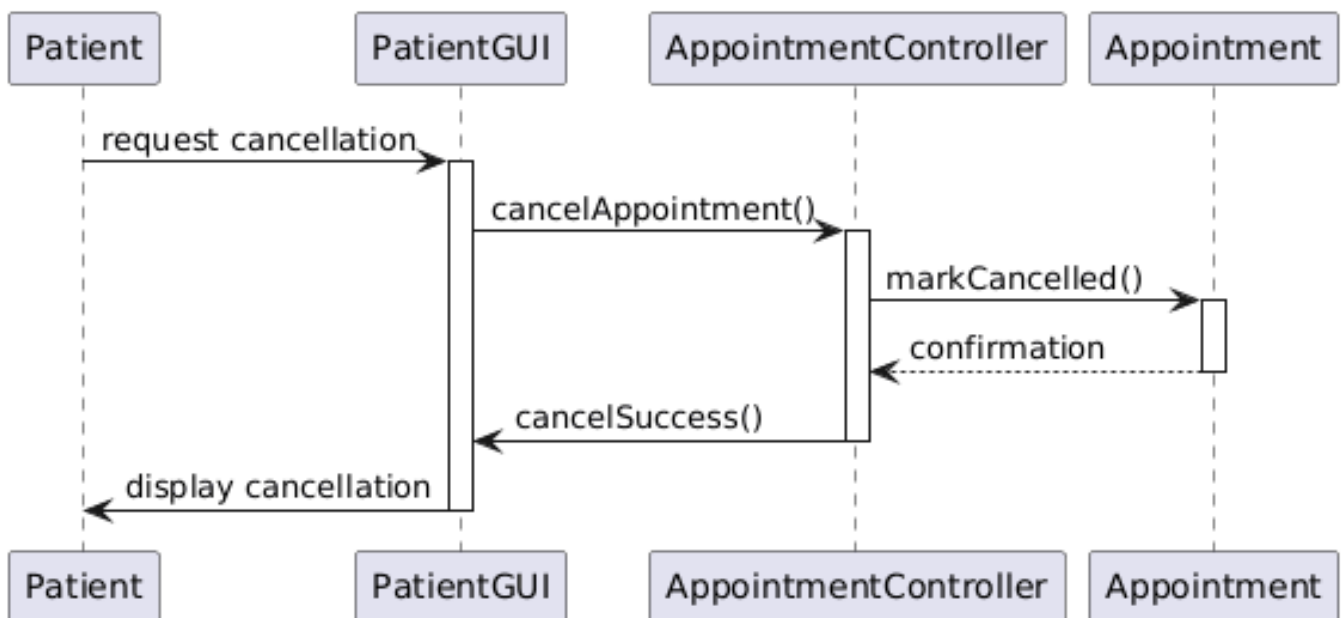 Patient
PatientGUI
AppointmentController
Appointment
request cancellation
cancelAppointment()
markCancelled()
confirmation
cancelSuccess()
display cancellation
Patient
PatientGUI
AppointmentController
Appointment